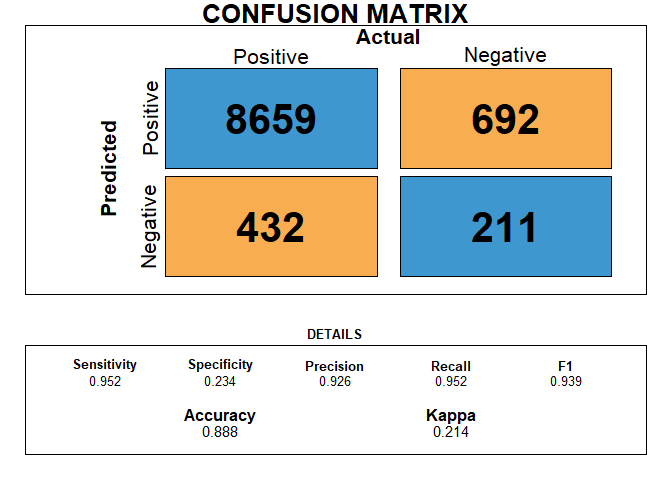 CONFUSION MATRIX
Actual
Positive Negative
Predicted
Positive 8659 692
Negative 432 211
DETAILS
Sensitivity Specificity Precision Recall F1
0.952 0.234 0.926 0.952 0.939
Accuracy Kappa
0.888 0.214